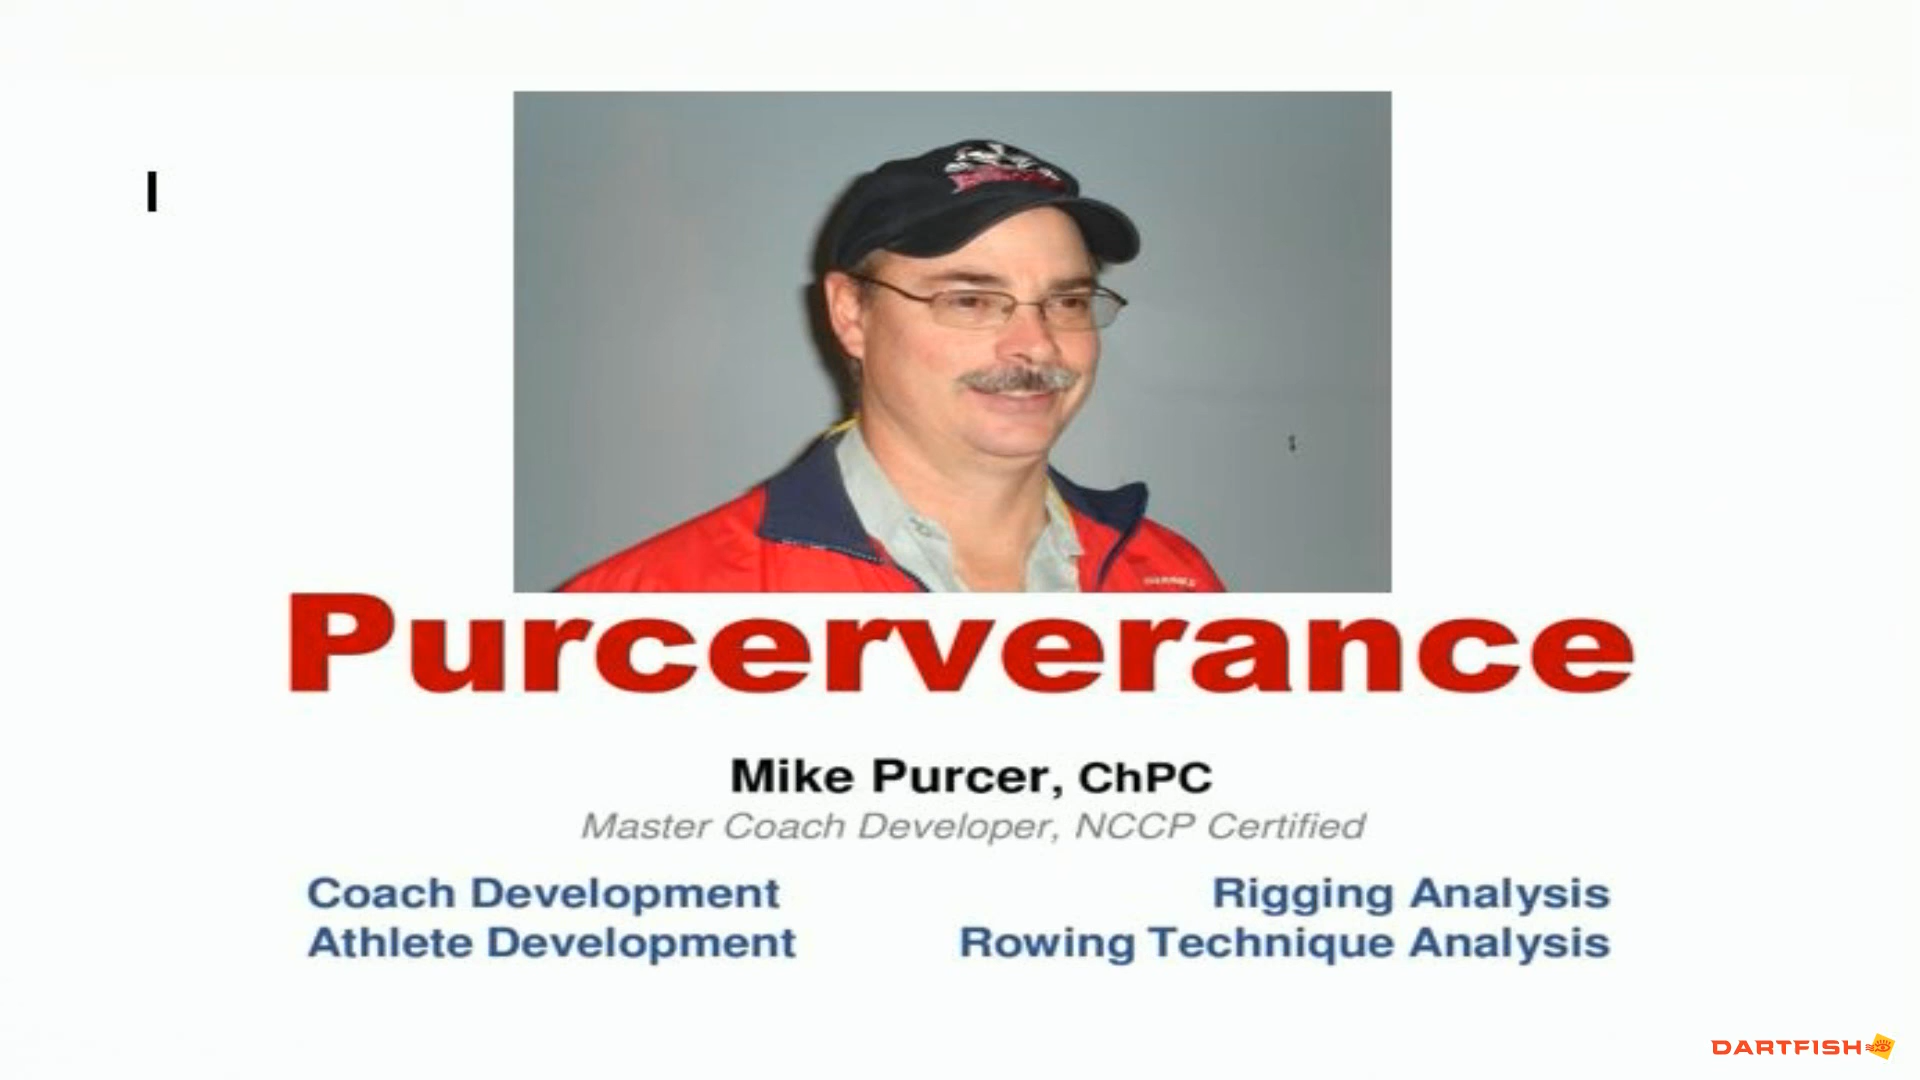 I
Purcerverance
Mike Purcer, ChPC
Master Coach Developer, NCCP Certified
Coach Development
Rigging Analysis
Athlete Development
Rowing Technique Analysis
DARTFISH